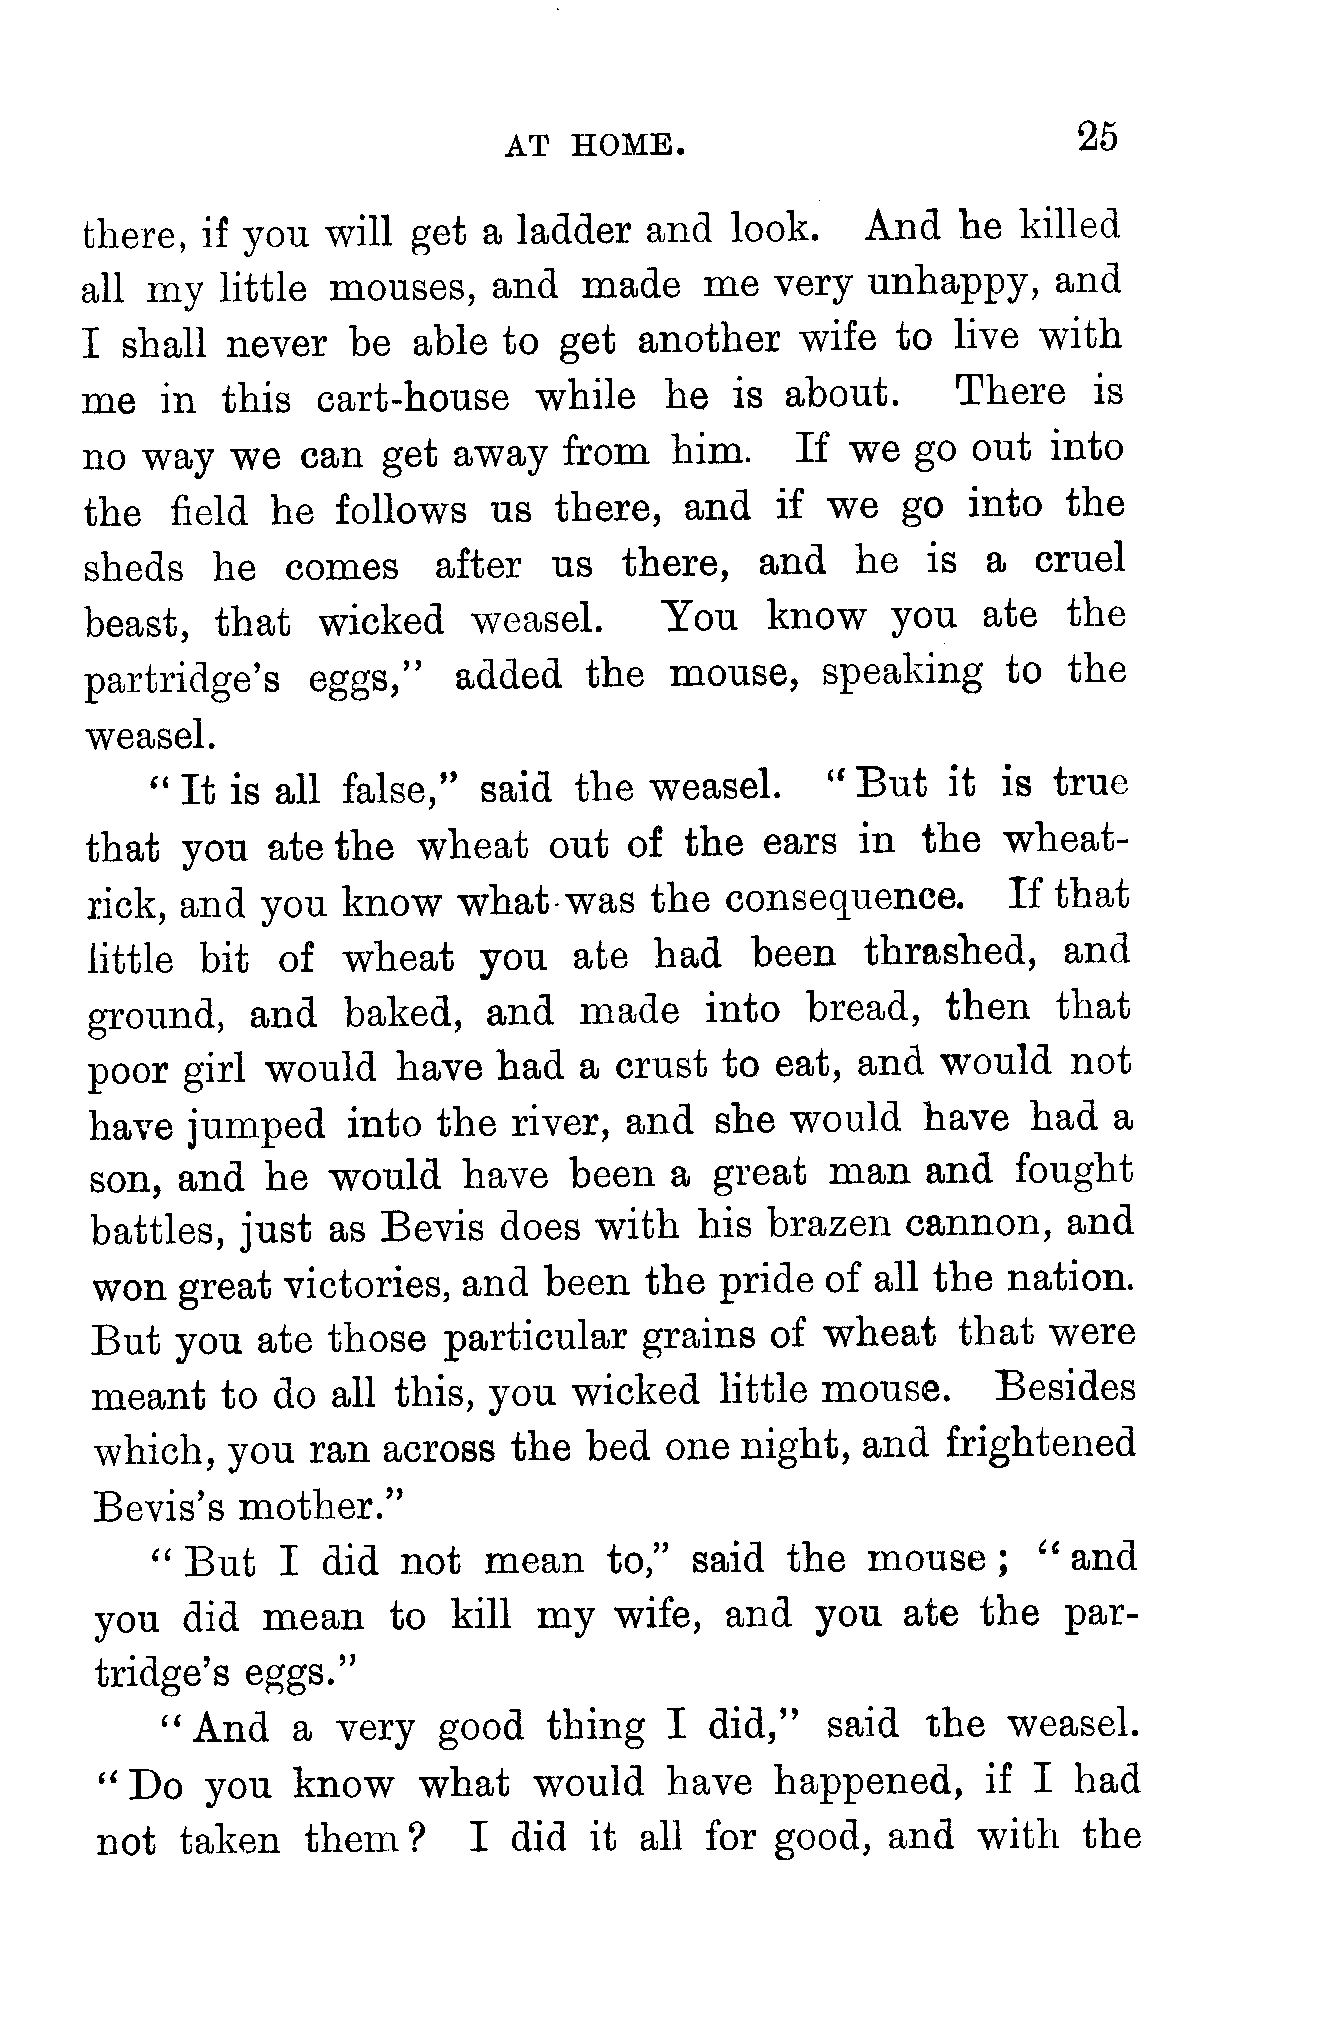 AT HOME. 25
there, if you will get a ladder and look. And he killed
all my little mouses, and made me very unhappy, and
I shall never be able to get another wife to live with
me in this cart-house while he is about. There is
no way we can get away from him. If we go out into
the field he follows us there, and if we go into the
sheds he comes after us there, and he is a cruel
beast, that wicked weasel. You know you ate the
partridge's eggs,” added the mouse, speaking to the
weasel.
“ It is all false,” said the weasel. “ But it is true
that you ate the wheat out of the ears in the wheat-
rick, and you know what was the consequence. If that
little bit of wheat you ate had been thrashed, and
ground, and baked, and made into bread, then that
poor girl would have had a crust to eat, and would not
have jumped into the river, and she would have had a
son, and he would have been a great man and fought
battles, just as Bevis does with his brazen cannon, and
won great victories, and been the pride of all the nation.
But you ate those particular grains of wheat that were
meant to do all this, you wicked little mouse. Besides
which, you ran across the bed one night, and frightened
Bevis's mother.”
“ But I did not mean to,” said the mouse ; “ and
you did mean to kill my wife, and you ate the par-
tridge's eggs.”
“ And a very good thing I did,” said the weasel.
“ Do you know what would have happened, if I had
not taken them? I did it all for good, and with the